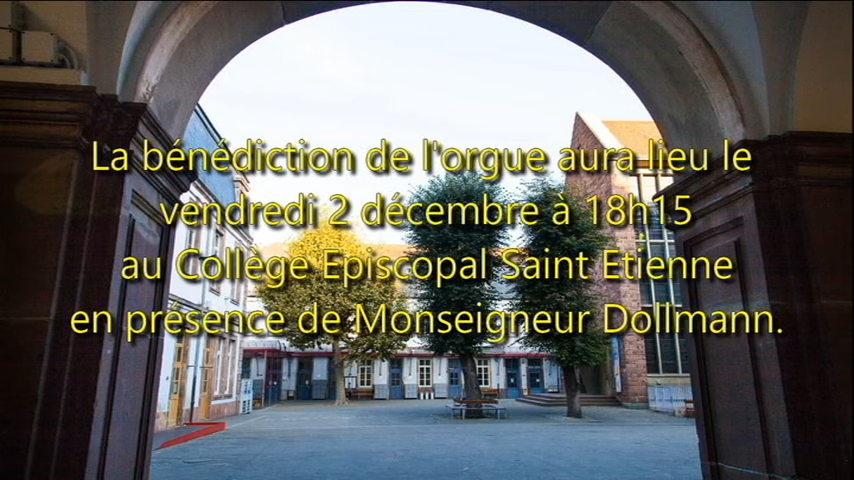 La bénédiction de l'orgue aura lieu le
vendredi 2 décembre à 18h15
au Collège Episcopal Saint Etienne
en présence de Monseigneur Dollmann.